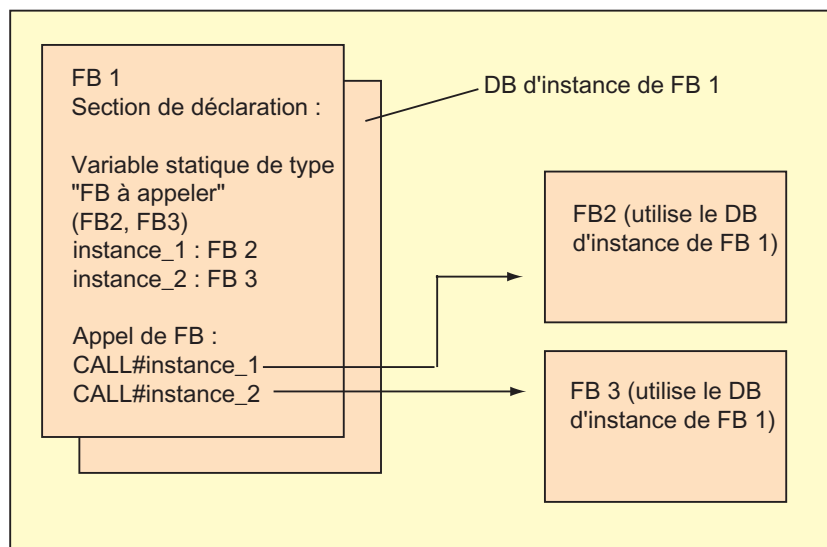 FB 1
Section de déclaration :
Variable statique de type
"FB à appeler"
(FB2, FB3)
instance_1 : FB 2
instance_2 : FB 3
Appel de FB :
CALL#instance_1
CALL#instance_2
DB d'instance de FB 1
FB2 (utilise le DB
d'instance de FB 1)
FB 3 (utilise le DB
d'instance de FB 1)